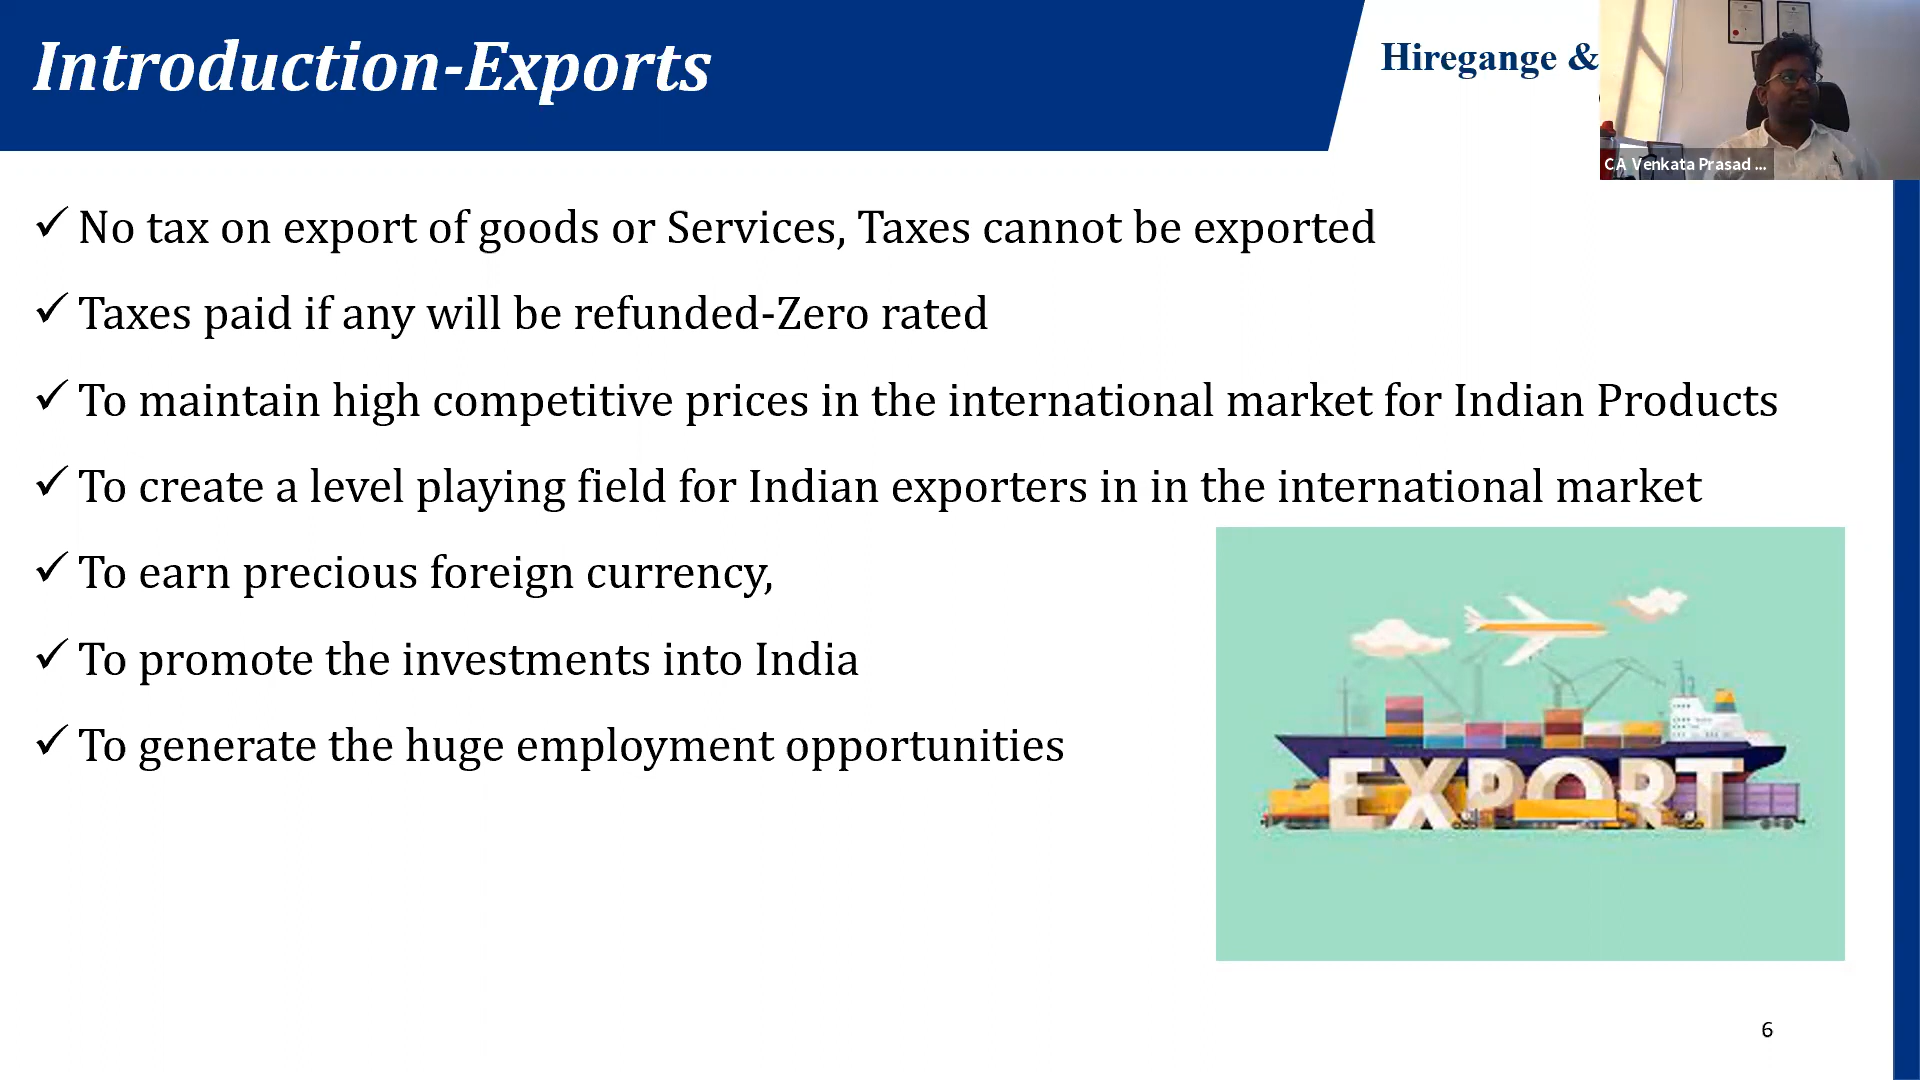 Introduction-Exports
Hiregange &
CA Venkata Prasad ...
✓ No tax on export of goods or Services, Taxes cannot be exported
✓ Taxes paid if any will be refunded-Zero rated
✓ To maintain high competitive prices in the international market for Indian Products
✓ To create a level playing field for Indian exporters in in the international market
✓ To earn precious foreign currency,
✓ To promote the investments into India
✓ To generate the huge employment opportunities
EXPORT
6